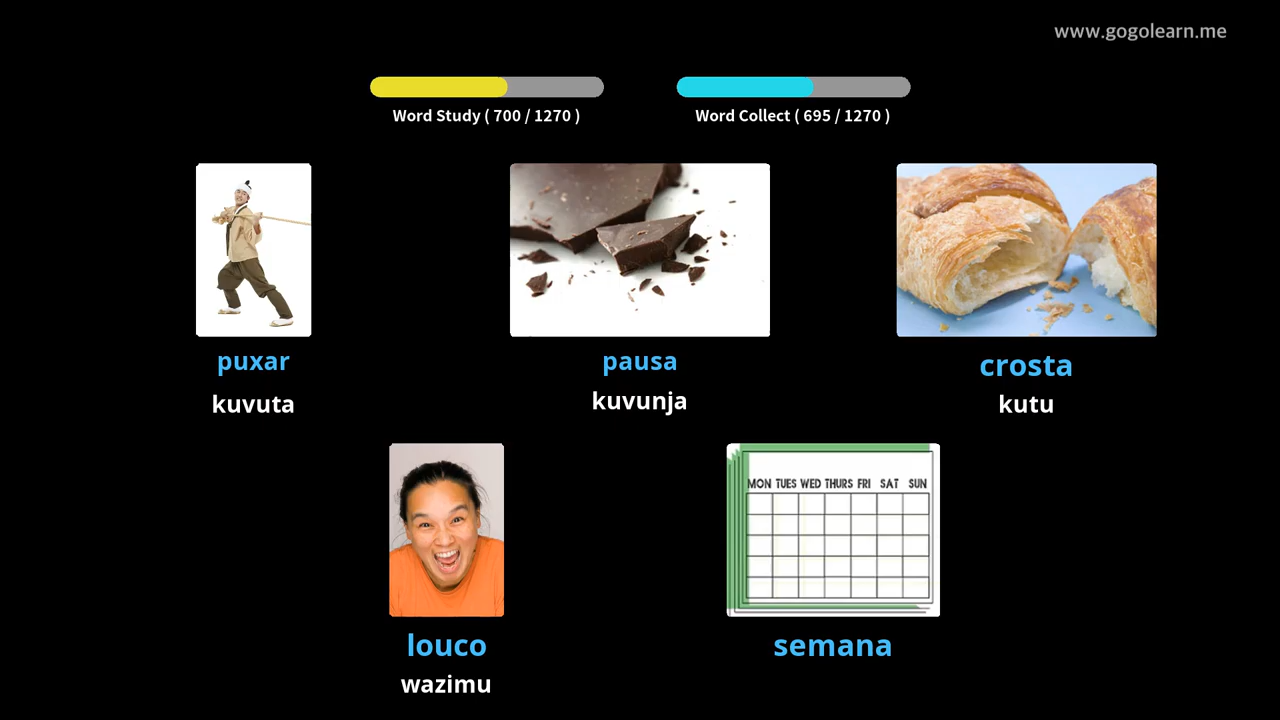 www.gogolearn.me
Word Study ( 700 / 1270 )
Word Collect ( 695 / 1270 )
puxar
kuvuta
pausa
kuvunja
crosta
kutu
MON TUES WED THURS FRI SAT SUN
louco
wazimu
semana